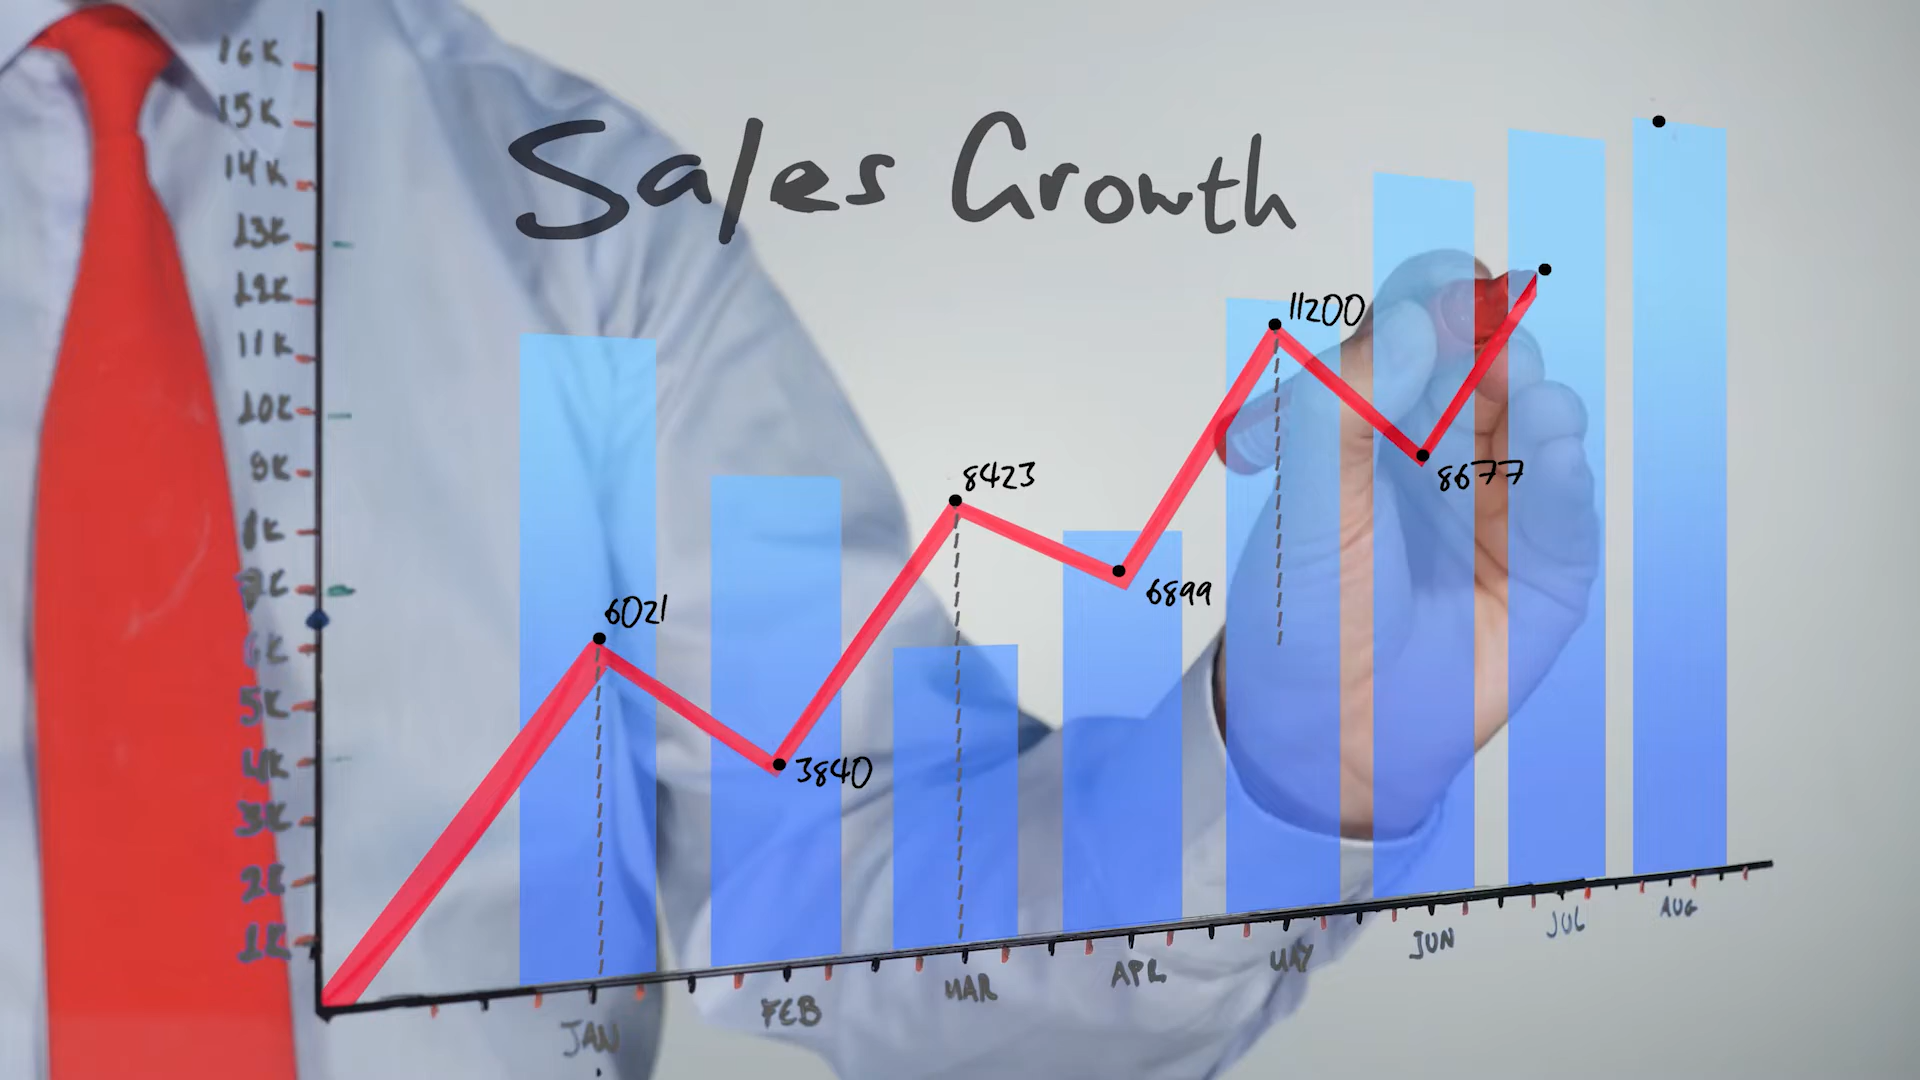 Sales Growth
16K
15K
14K
13K
12K
11K
10K
9K
8K
7K
6K
5K
4K
3K
2K
1K
6021
3840
8423
6899
11200
8677
JAN
FEB
MAR
APR
MAY
JUN
JUL
AUG